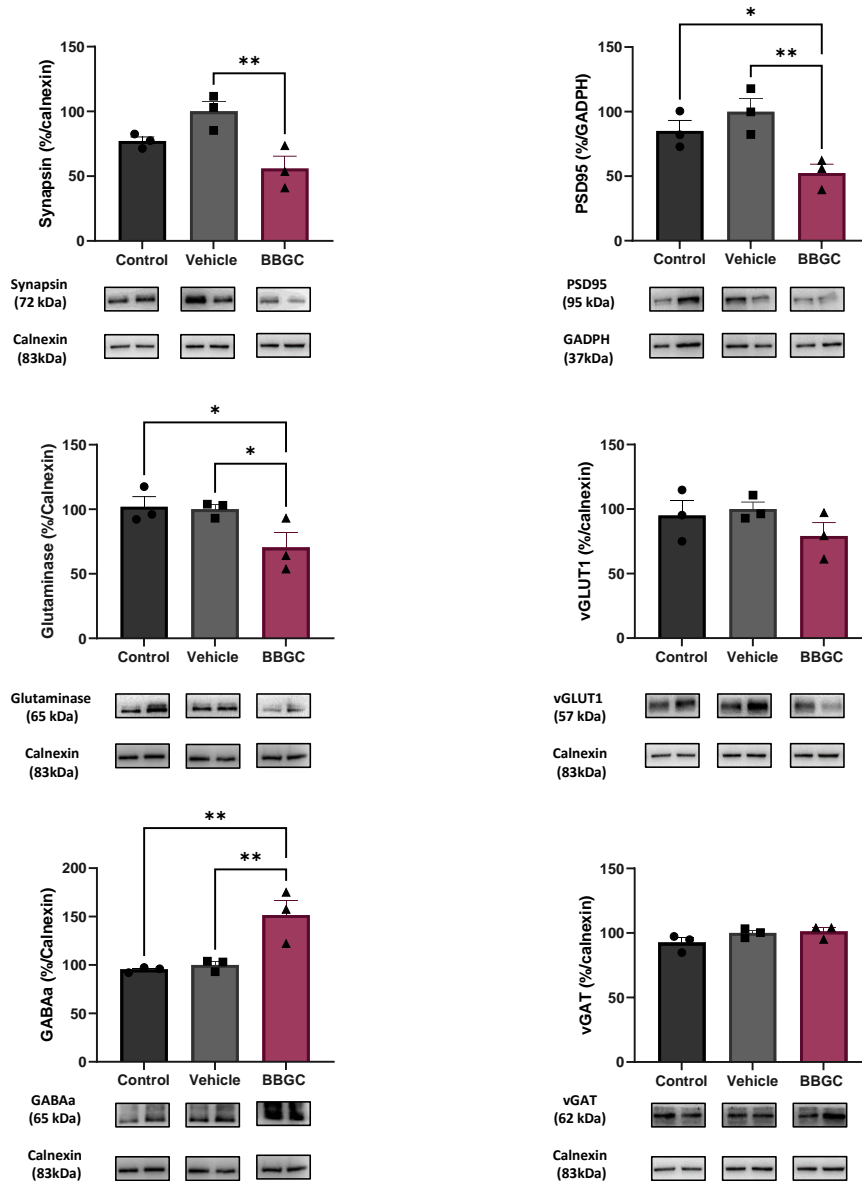 **
Synapsin (%/calnexin)
150
100
50
0
Control Vehicle BBGC
Synapsin
(72 kDa)
Calnexin
(83kDa)
*
**
PSD95 (%/GADPH)
150
100
50
0
Control Vehicle BBGC
PSD95
(95 kDa)
GADPH
(37kDa)
*
*
Glutaminase (%/Calnexin)
150
100
50
0
Control Vehicle BBGC
Glutaminase
(65 kDa)
Calnexin
(83kDa)
vGLUT1 (%/calnexin)
150
100
50
0
Control Vehicle BBGC
vGLUT1
(57 kDa)
Calnexin
(83kDa)
**
**
GABAa (%/Calnexin)
200
150
100
50
0
Control Vehicle BBGC
GABAa
(65 kDa)
Calnexin
(83kDa)
vGAT (%/calnexin)
150
100
50
0
Control Vehicle BBGC
vGAT
(62 kDa)
Calnexin
(83kDa)